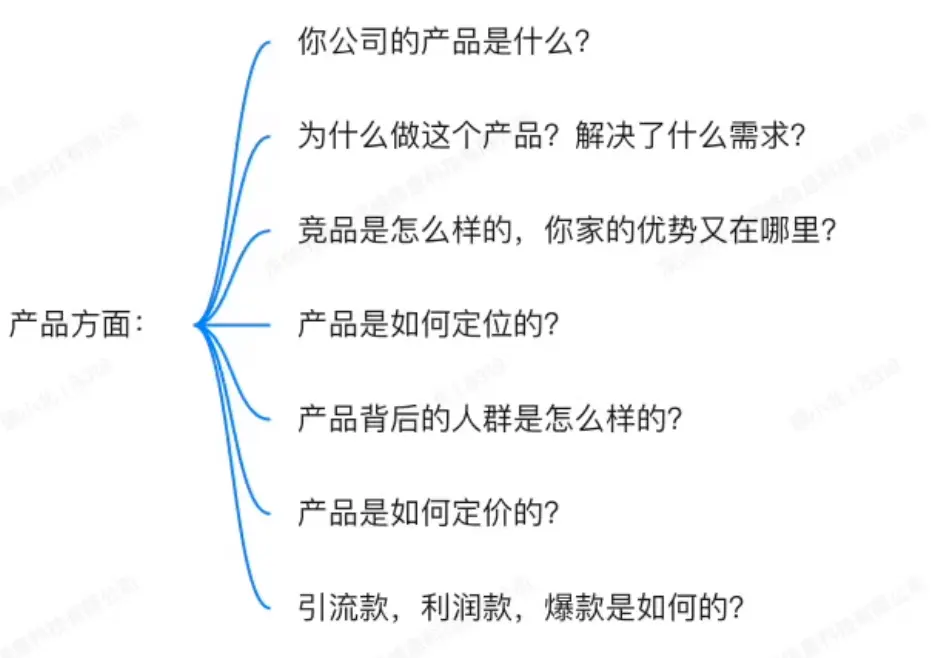 你公司的产品是什么？
为什么做这个产品？解决了什么需求？
竞品是怎么样的，你家的优势又在哪里？
产品方面：
产品是如何定位的？
产品背后的人群是怎么样的？
产品是如何定价的？
引流款，利润款，爆款是如何的？